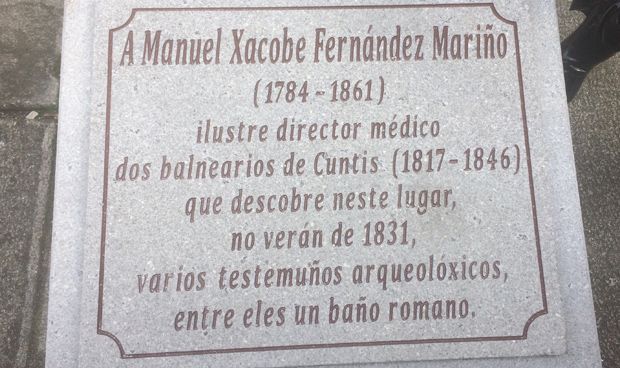 A Manuel Xacobe Fernández Mariño
(1784-1861)
ilustre director médico
dos balnearios de Cuntis (1817-1846)
que descobre neste lugar,
no verán de 1831,
varios testemuños arqueolóxicos,
entre eles un baño romano.